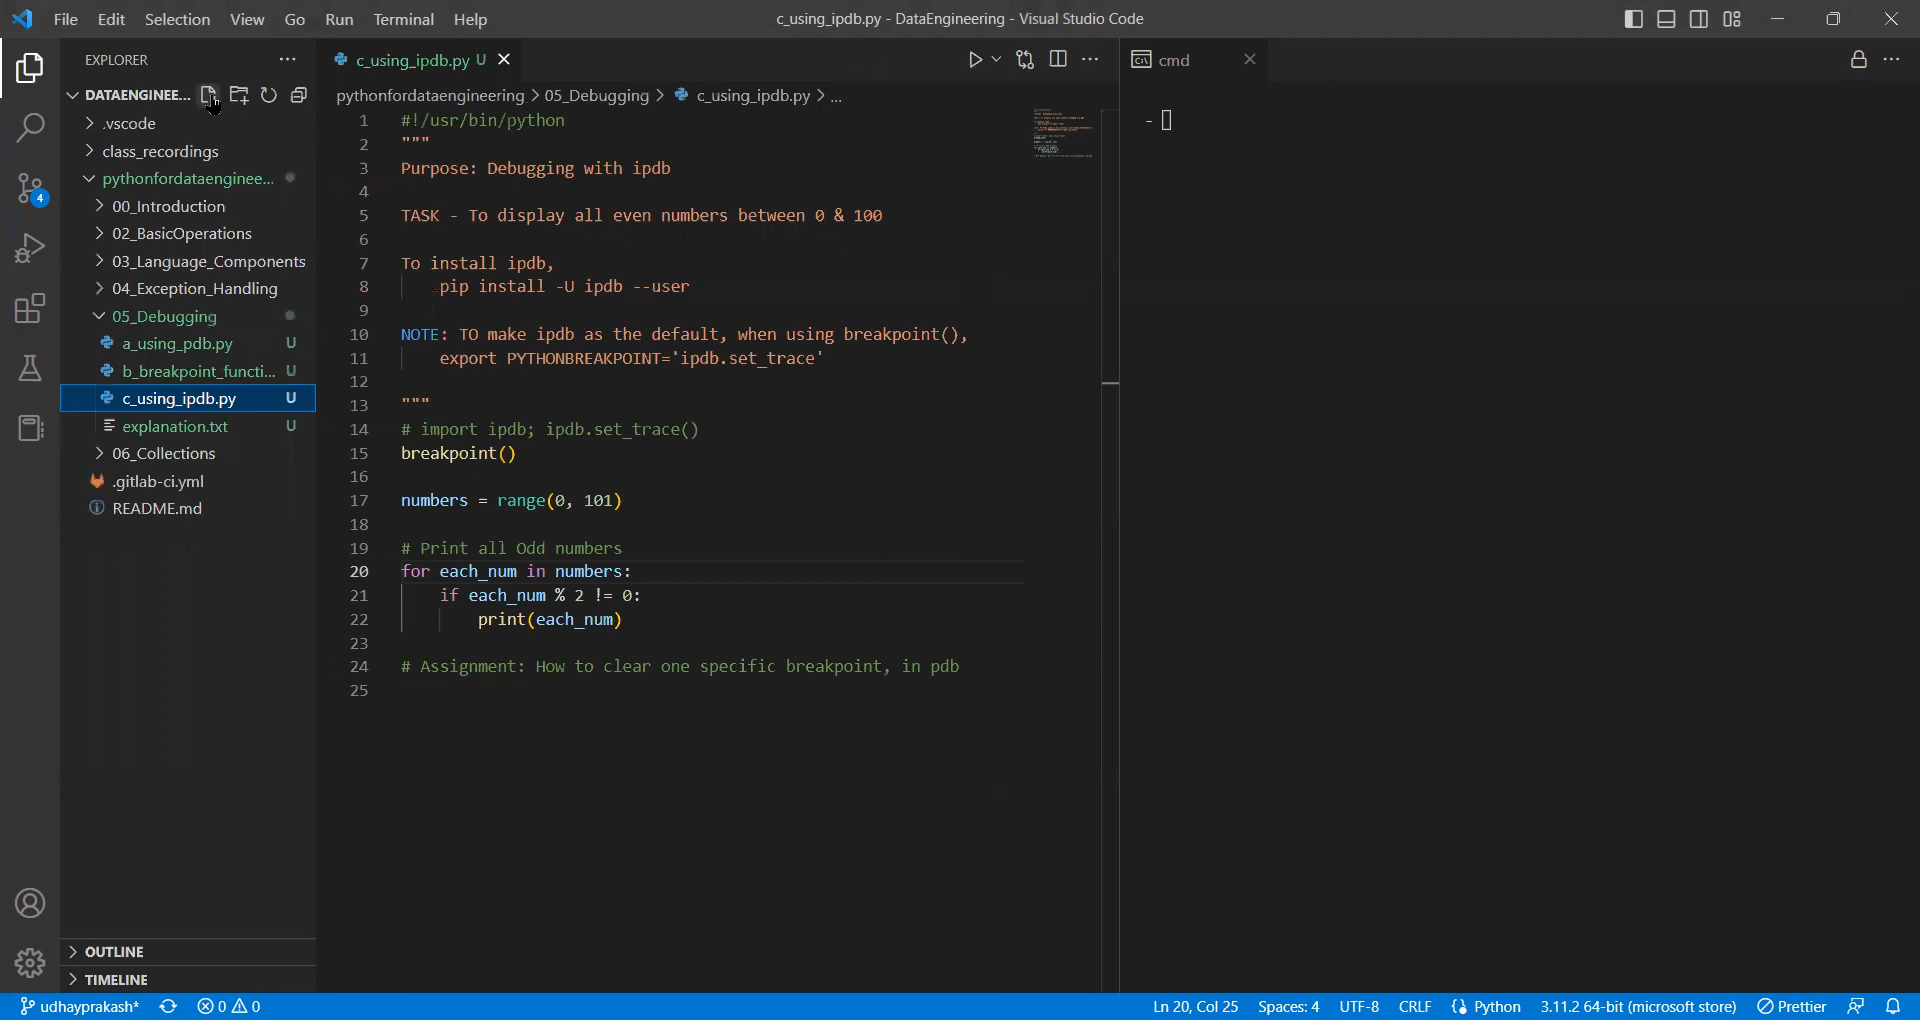 File Edit Selection View Go Run Terminal Help
c_using_ipdb.py - DataEngineering - Visual Studio Code
EXPLORER
DATAENGINEE...
.vscode
class_recordings
pythonfordataenginee...
00_Introduction
02_BasicOperations
03_Language_Components
04_Exception_Handling
05_Debugging
a_using_pdb.py U
b_breakpoint_functi... U
c_using_ipdb.py U
explanation.txt U
06_Collections
.gitlab-ci.yml
README.md
OUTLINE
TIMELINE
4
c_using_ipdb.py U
pythonfordataengineering > 05_Debugging > c_using_ipdb.py > ...
1 #!/usr/bin/python
2 """
3 Purpose: Debugging with ipdb
4
5 TASK - To display all even numbers between 0 & 100
6
7 To install ipdb,
8 pip install -U ipdb --user
9
10 NOTE: TO make ipdb as the default, when using breakpoint(),
11 export PYTHONBREAKPOINT='ipdb.set_trace'
12
13 """
14 # import ipdb; ipdb.set_trace()
15 breakpoint()
16
17 numbers = range(0, 101)
18
19 # Print all Odd numbers
20 for each_num in numbers:
21 if each_num % 2 != 0:
22 print(each_num)
23
24 # Assignment: How to clear one specific breakpoint, in pdb
25
cmd
-
udhayprakash* 0 0
Ln 20, Col 25 Spaces: 4 UTF-8 CRLF Python 3.11.2 64-bit (microsoft store) Prettier